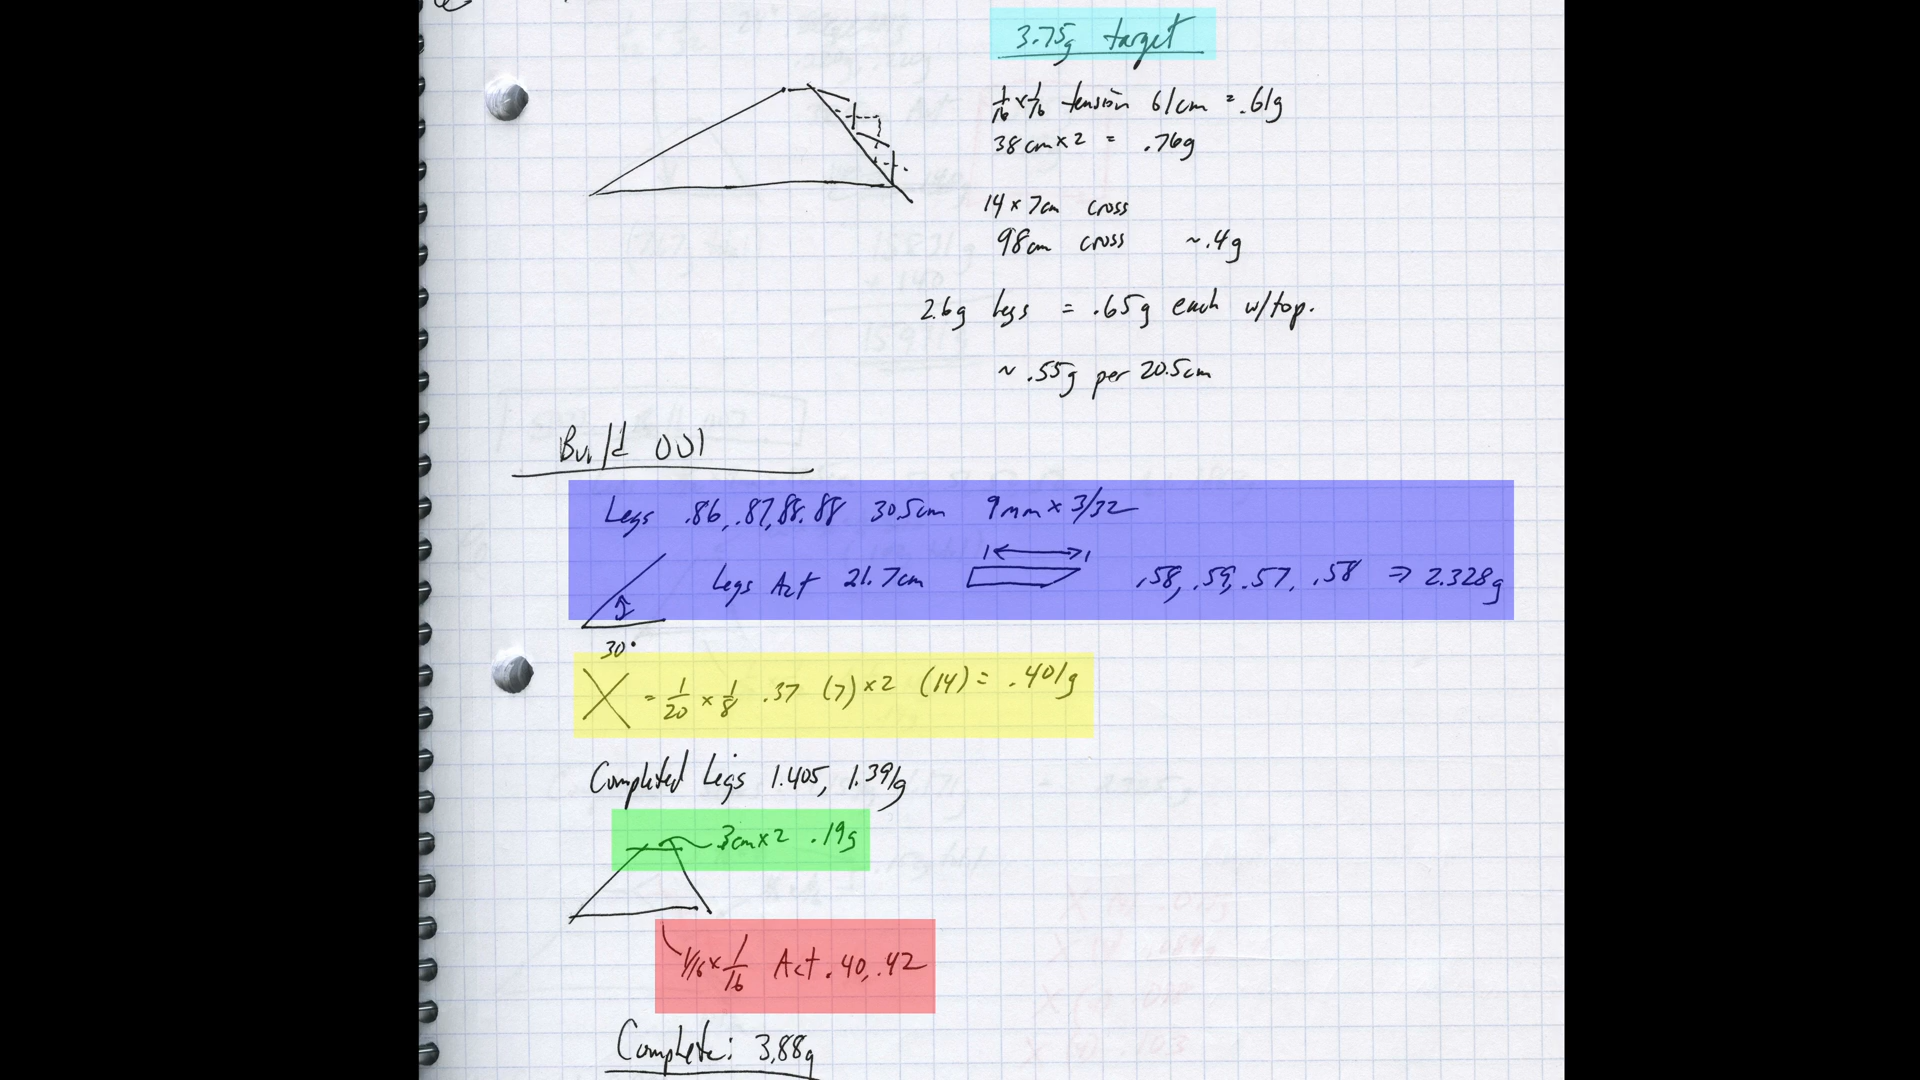 3.75g target
1/16 x 1/16 tension 61cm = .61g
38cm x 2 = .76g
14 x 7cm cross
98cm cross ~.4g
2.6g legs = .65g each w/top.
~ .55g per 20.5cm
Build 001
Legs .86, .87, .88, .88 30.5cm 9mm x 3/32
Legs Act 21.7cm .58, .59, .57, .58 => 2.328g
30°
X = 1/20 x 1/8 .37 (7) x 2 (14) = .401g
Completed Legs 1.405, 1.391g
3cm x 2 .19g
1/16 x 1/16 Act .40, .42
Complete: 3.88g